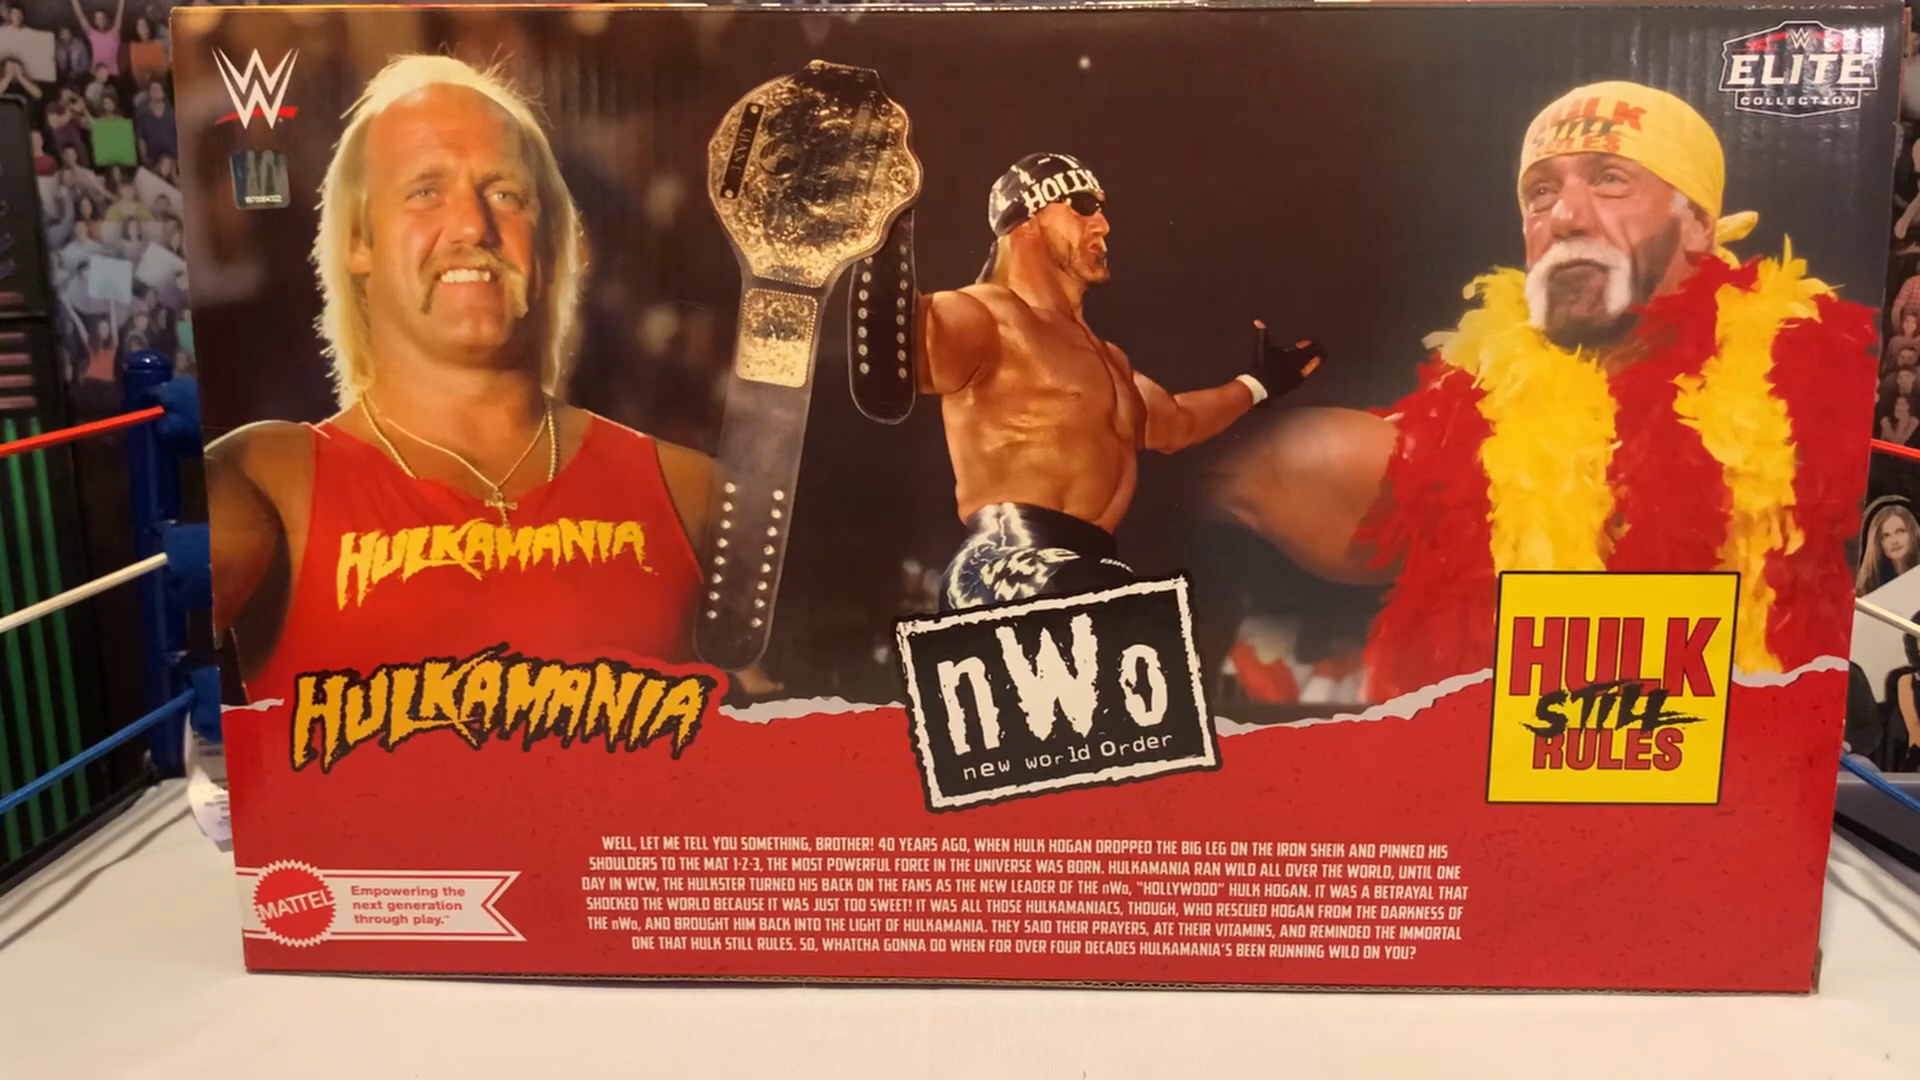 W
ELITE
COLLECTION
GIANT
HOLLY
HULK
STILL
RULES
HULKAMANIA
HULKAMANIA
nWo
new world order
HULK
STILL
RULES
WELL, LET ME TELL YOU SOMETHING, BROTHER! 40 YEARS AGO, WHEN HULK HOGAN DROPPED THE BIG LEG ON THE IRON SHEIK AND PINNED HIS
SHOULDERS TO THE MAT 1-2-3, THE MOST POWERFUL FORCE IN THE UNIVERSE WAS BORN. HULKAMANIA RAN WILD ALL OVER THE WORLD, UNTIL ONE
DAY IN WCW, THE HULKSTER TURNED HIS BACK ON THE FANS AS THE NEW LEADER OF THE nWo, "HOLLYWOOD" HULK HOGAN. IT WAS A BETRAYAL THAT
SHOCKED THE WORLD BECAUSE IT WAS JUST TOO SWEET! IT WAS ALL THOSE HULKAMANIACS, THOUGH, WHO RESCUED HOGAN FROM THE DARKNESS OF
THE nWo, AND BROUGHT HIM BACK INTO THE LIGHT OF HULKAMANIA. THEY SAID THEIR PRAYERS, ATE THEIR VITAMINS, AND REMINDED THE IMMORTAL
ONE THAT HULK STILL RULES. SO, WHATCHA GONNA DO WHEN FOR OVER FOUR DECADES HULKAMANIA'S BEEN RUNNING WILD ON YOU?
MATTEL
Empowering the
next generation
through play.™